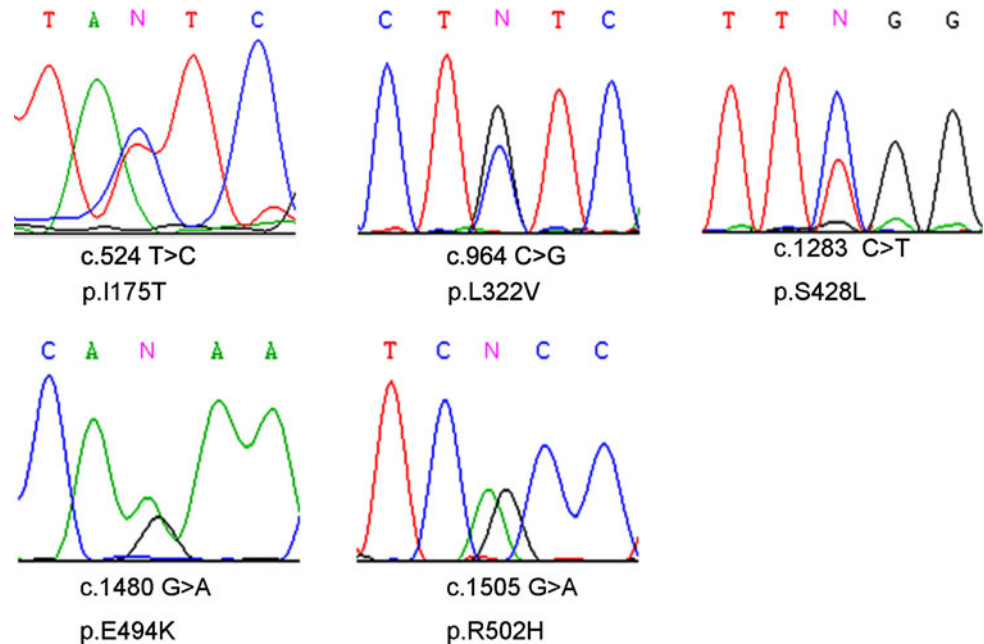 T A N T C
c.524 T>C
p.I175T
C T N T C
c.964 C>G
p.L322V
T T N G G
c.1283 C>T
p.S428L
C A N A A
c.1480 G>A
p.E494K
T C N C C
c.1505 G>A
p.R502H